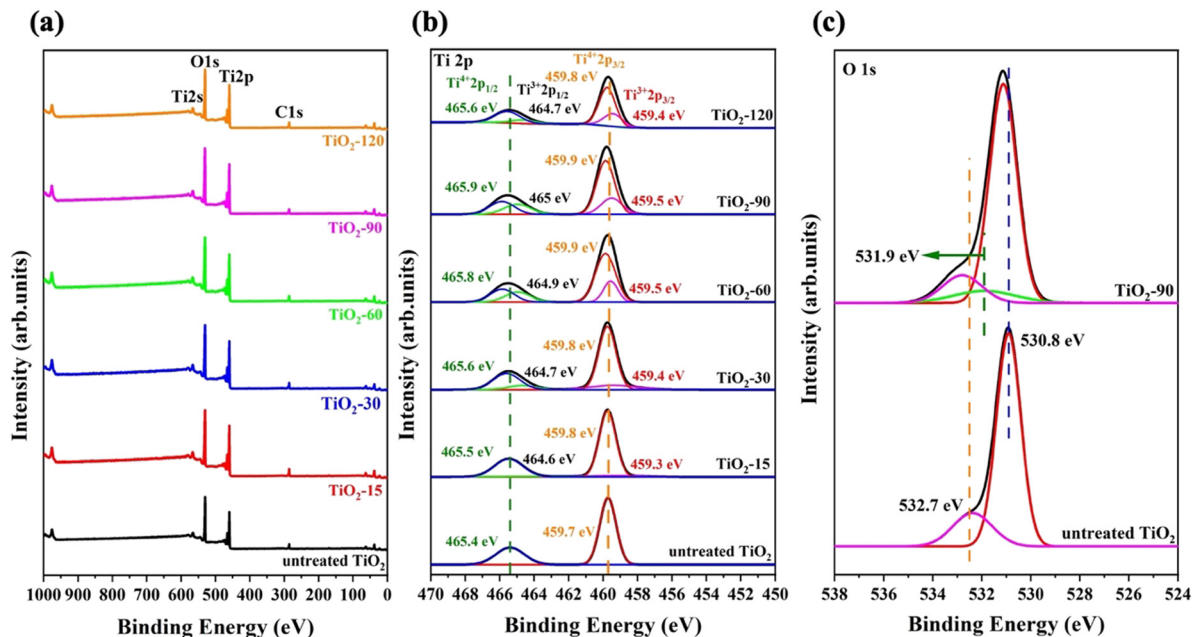 (a)
O1s
Ti2p
Ti2s
C1s
TiO2-120
TiO2-90
TiO2-60
TiO2-30
TiO2-15
untreated TiO2
Intensity (arb.units)
1000 900 800 700 600 500 400 300 200 100 0
Binding Energy (eV)
(b)
Ti 2p
Ti4+2p3/2
459.8 eV
Ti4+2p1/2 Ti3+2p1/2 Ti3+2p3/2
465.6 eV 464.7 eV 459.4 eV
TiO2-120
459.9 eV
465.9 eV 465 eV 459.5 eV
TiO2-90
459.9 eV
465.8 eV 464.9 eV 459.5 eV
TiO2-60
459.8 eV
465.6 eV 464.7 eV 459.4 eV
TiO2-30
459.8 eV
465.5 eV 464.6 eV 459.3 eV
TiO2-15
459.7 eV
465.4 eV
untreated TiO2
Intensity (arb.units)
470 468 466 464 462 460 458 456 454 452 450
Binding Energy (eV)
(c)
O 1s
531.9 eV
TiO2-90
530.8 eV
532.7 eV
untreated TiO2
Intensity (arb.units)
538 536 534 532 530 528 526 524
Binding Energy (eV)